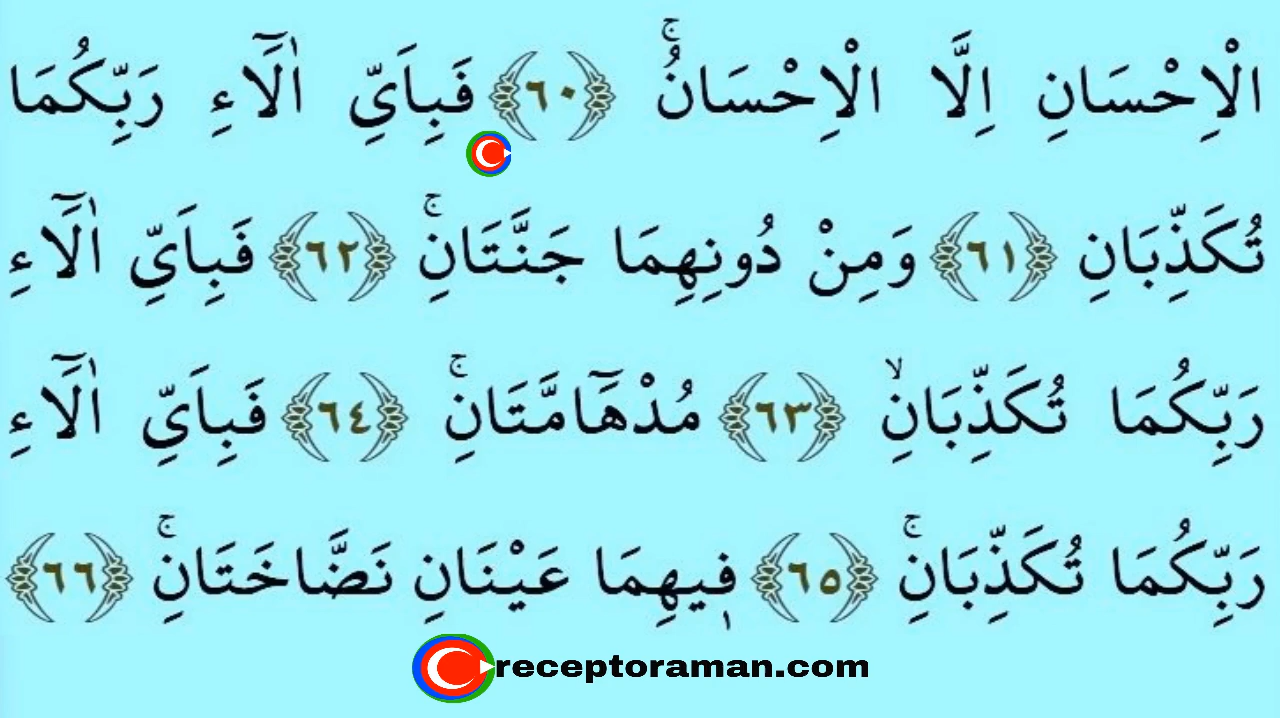 الْاِحْسَانِ اِلَّا الْاِحْسَانُۚ ﴿٦٠﴾ فَبِاَيِّ اٰلَٓاءِ رَبِّكُمَا
تُكَذِّبَانِ ﴿٦١﴾ وَمِنْ دُونِهِمَا جَنَّتَانِۚ ﴿٦٢﴾ فَبِاَيِّ اٰلَٓاءِ
رَبِّكُمَا تُكَذِّبَانِۙ ﴿٦٣﴾ مُدْهَٓامَّتَانِۚ ﴿٦٤﴾ فَبِاَيِّ اٰلَٓاءِ
رَبِّكُمَا تُكَذِّبَانِۚ ﴿٦٥﴾ ف۪يهِمَا عَيْنَانِ نَضَّاخَتَانِۚ ﴿٦٦﴾
receptoraman.com